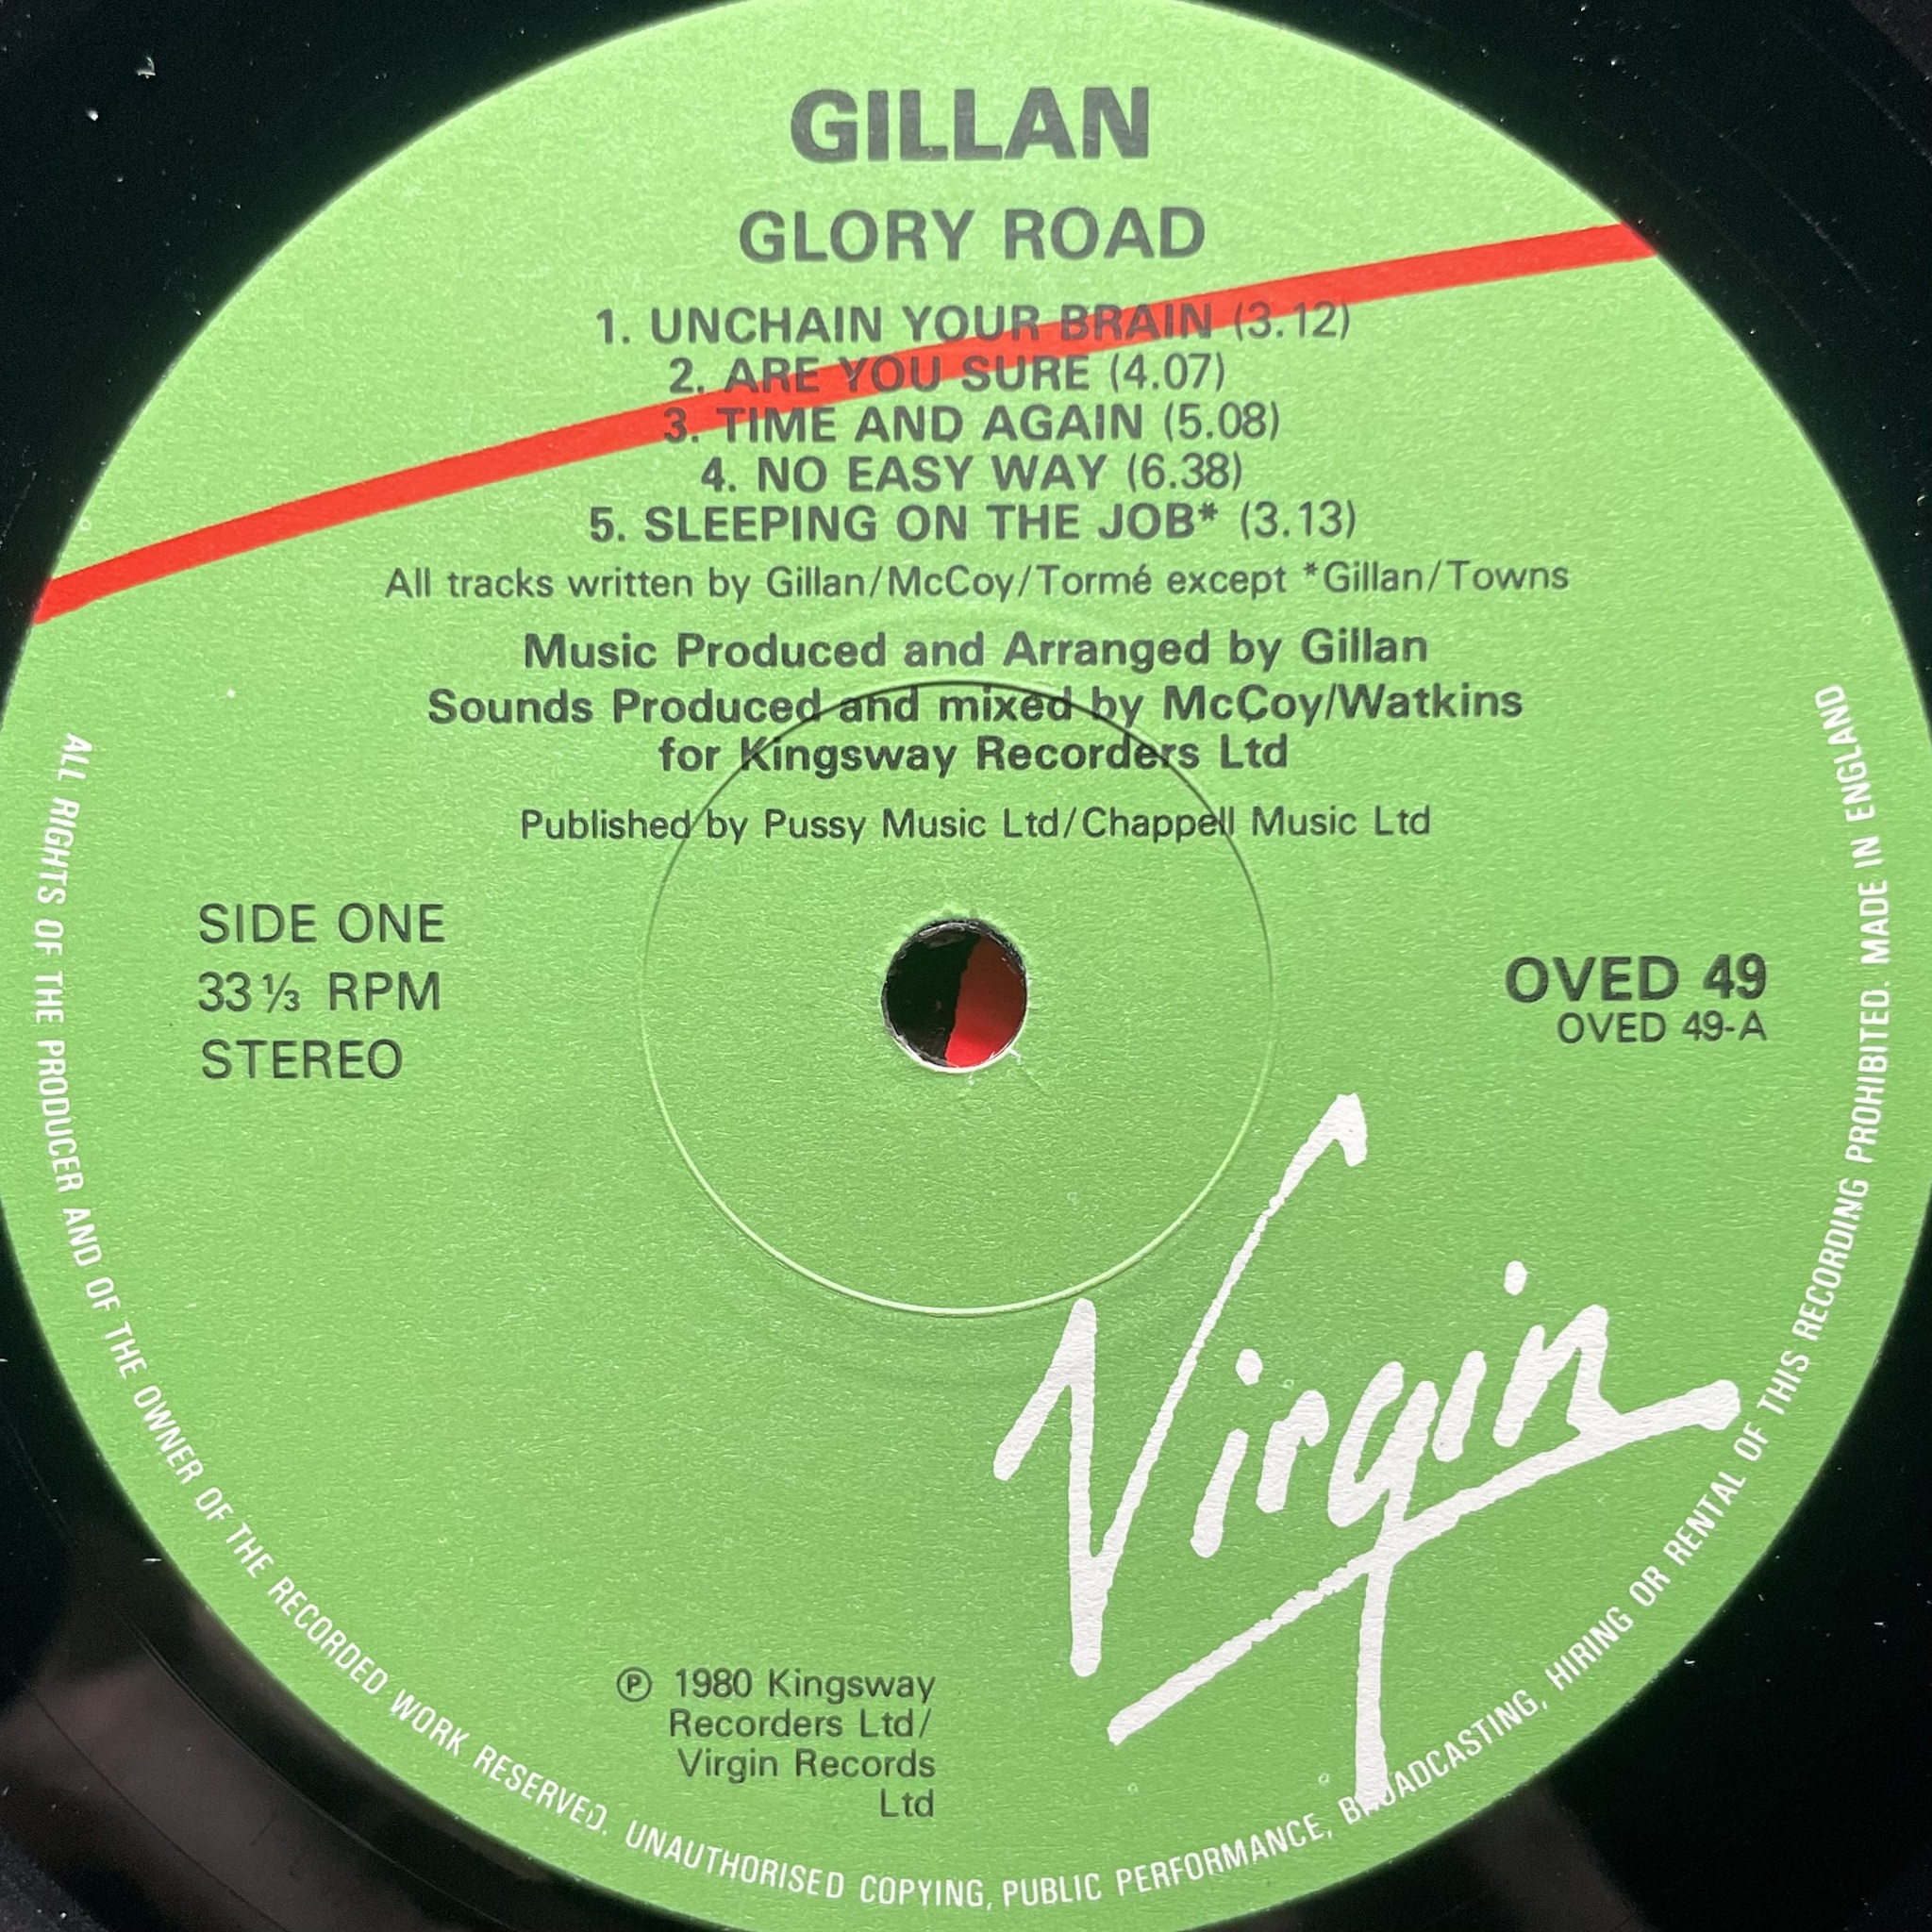 GILLAN
GLORY ROAD
1. UNCHAIN YOUR BRAIN (3.12)
2. ARE YOU SURE (4.07)
3. TIME AND AGAIN (5.08)
4. NO EASY WAY (6.38)
5. SLEEPING ON THE JOB* (3.13)
All tracks written by Gillan/McCoy/Tormé except *Gillan/Towns
Music Produced and Arranged by Gillan
Sounds Produced and mixed by McCoy/Watkins
for Kingsway Recorders Ltd
Published by Pussy Music Ltd/Chappell Music Ltd
SIDE ONE
33⅓ RPM
STEREO
OVED 49
OVED 49-A
Virgin
℗ 1980 Kingsway
Recorders Ltd/
Virgin Records
Ltd
ALL RIGHTS OF THE PRODUCER AND OF THE OWNER OF THE RECORDED WORK RESERVED. UNAUTHORISED COPYING, PUBLIC PERFORMANCE, BROADCASTING, HIRING OR RENTAL OF THIS RECORDING PROHIBITED. MADE IN ENGLAND